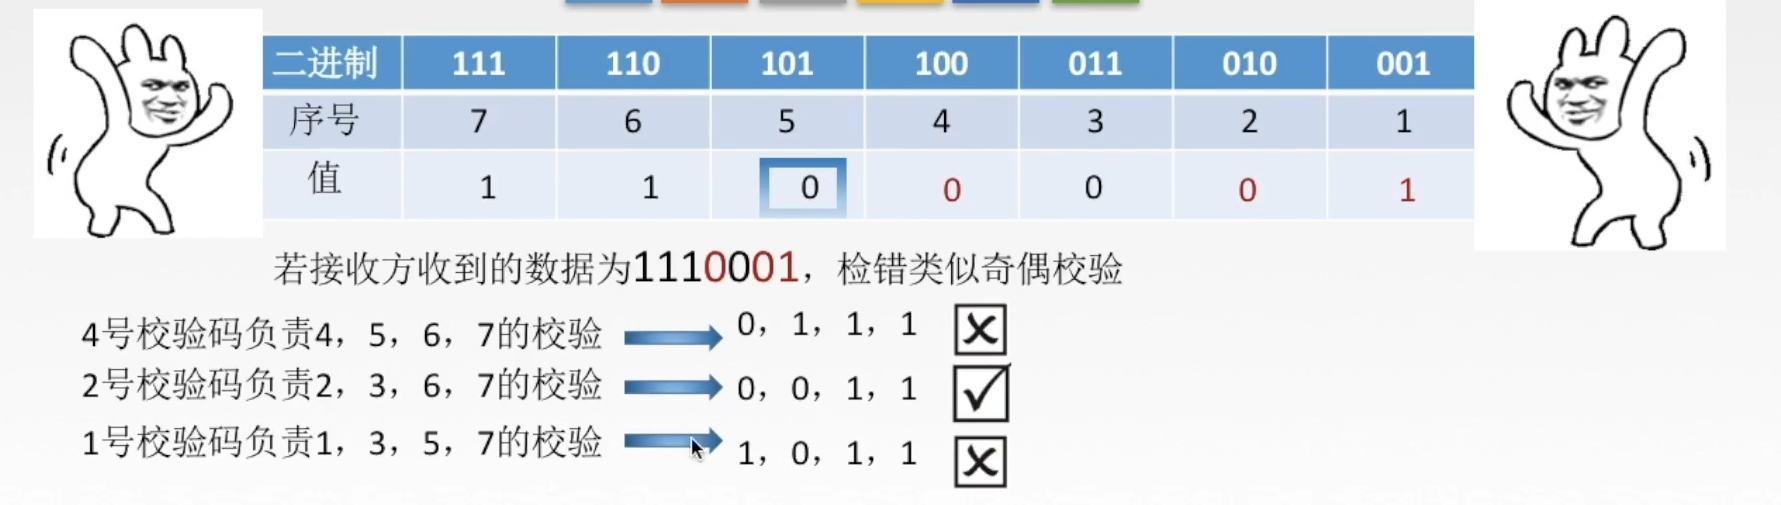 二进制 111 110 101 100 011 010 001
序号 7 6 5 4 3 2 1
值 1 1 0 0 0 0 1
若接收方收到的数据为1110001，检错类似奇偶校验
4号校验码负责4，5，6，7的校验 0，1，1，1
2号校验码负责2，3，6，7的校验 0，0，1，1
1号校验码负责1，3，5，7的校验 1，0，1，1